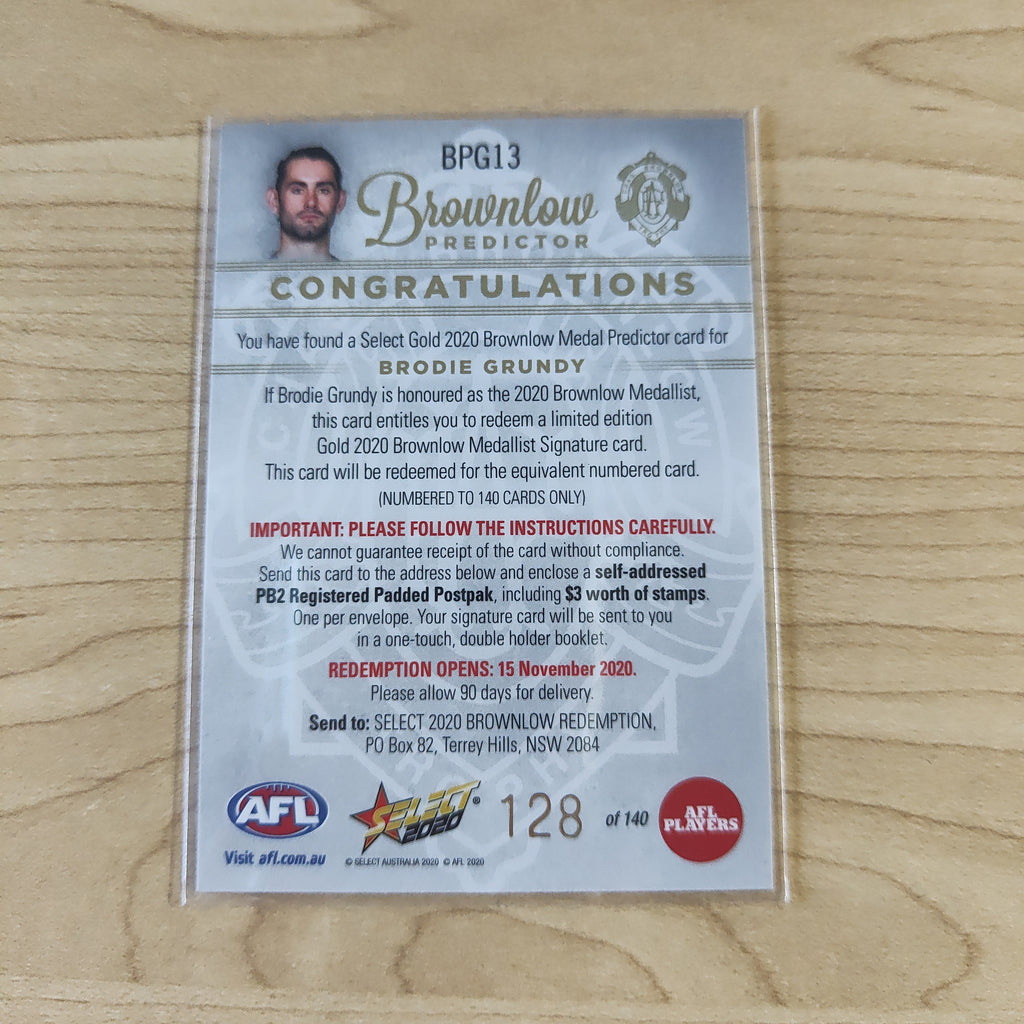 BPG13
Brownlow
PREDICTOR
CONGRATULATIONS
You have found a Select Gold 2020 Brownlow Medal Predictor card for
BRODIE GRUNDY
If Brodie Grundy is honoured as the 2020 Brownlow Medallist,
this card entitles you to redeem a limited edition
Gold 2020 Brownlow Medallist Signature card.
This card will be redeemed for the equivalent numbered card.
(NUMBERED TO 140 CARDS ONLY)
IMPORTANT: PLEASE FOLLOW THE INSTRUCTIONS CAREFULLY.
We cannot guarantee receipt of the card without compliance.
Send this card to the address below and enclose a self-addressed
PB2 Registered Padded Postpak, including $3 worth of stamps.
One per envelope. Your signature card will be sent to you
in a one-touch, double holder booklet.
REDEMPTION OPENS: 15 November 2020.
Please allow 90 days for delivery.
Send to: SELECT 2020 BROWNLOW REDEMPTION,
PO Box 82, Terrey Hills, NSW 2084
AFL
Visit afl.com.au
SELECT®
2020
© SELECT AUSTRALIA 2020 © AFL 2020
128 of 140
AFL
PLAYERS